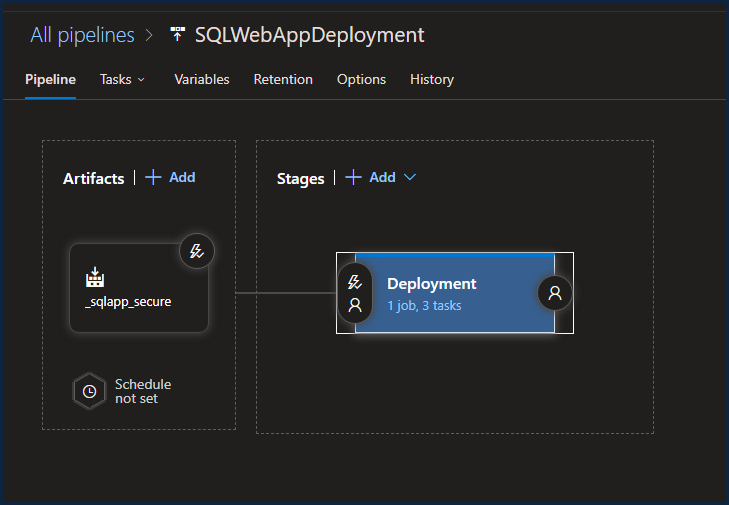 All pipelines > SQLWebAppDeployment
Pipeline Tasks Variables Retention Options History
Artifacts | + Add
Stages | + Add
_sqlapp_secure
Deployment
1 job, 3 tasks
Schedule
not set